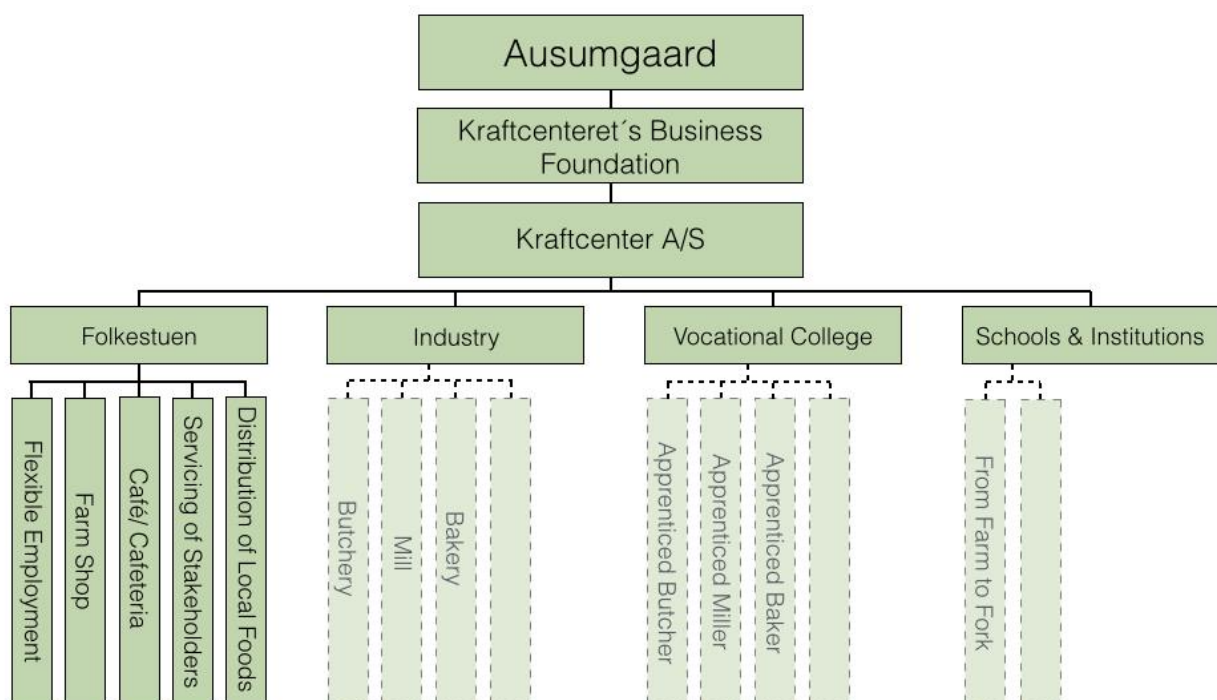 Ausumgaard
Kraftcenteret´s Business
Foundation
Kraftcenter A/S
Folkestuen
Industry
Vocational College
Schools & Institutions
Flexible Employment
Farm Shop
Café/ Cafeteria
Servicing of Stakeholders
Distribution of Local Foods
Butchery
Mill
Bakery
Apprenticed Butcher
Apprenticed Miller
Apprenticed Baker
From Farm to Fork